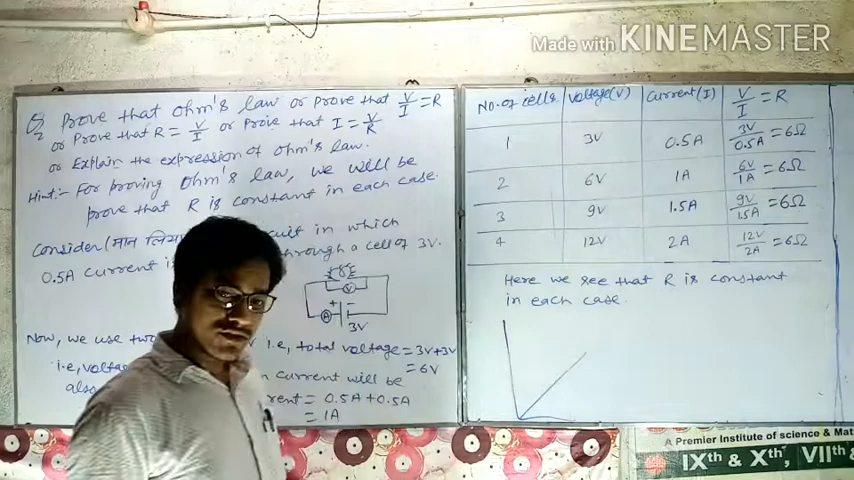 Made with KINEMASTER
Q2 Prove that ohm's law or prove that V/I = R
or Prove that R = V/I or prove that I = V/R
or Explain the expression of ohm's law.
Hint:- For proving ohm's law, we will be
prove that R is constant in each case.
Consider (मान circuit in which
0.5A current through a cell of 3V.
R
V
+ -
A
3V
Now, we use two i.e., total voltage = 3V+3V
= 6V
i.e, voltage
current will be
also
= 0.5A + 0.5A
= 1A
No. of cells Voltage(V) Current(I) V/I = R
1 3V 0.5A 3V/0.5A = 6Ω
2 6V 1A 6V/1A = 6Ω
3 9V 1.5A 9V/1.5A = 6Ω
4 12V 2A 12V/2A = 6Ω
Here we see that R is constant
in each case.
A Premier Institute of Science & Math
IXth & Xth, VIIth